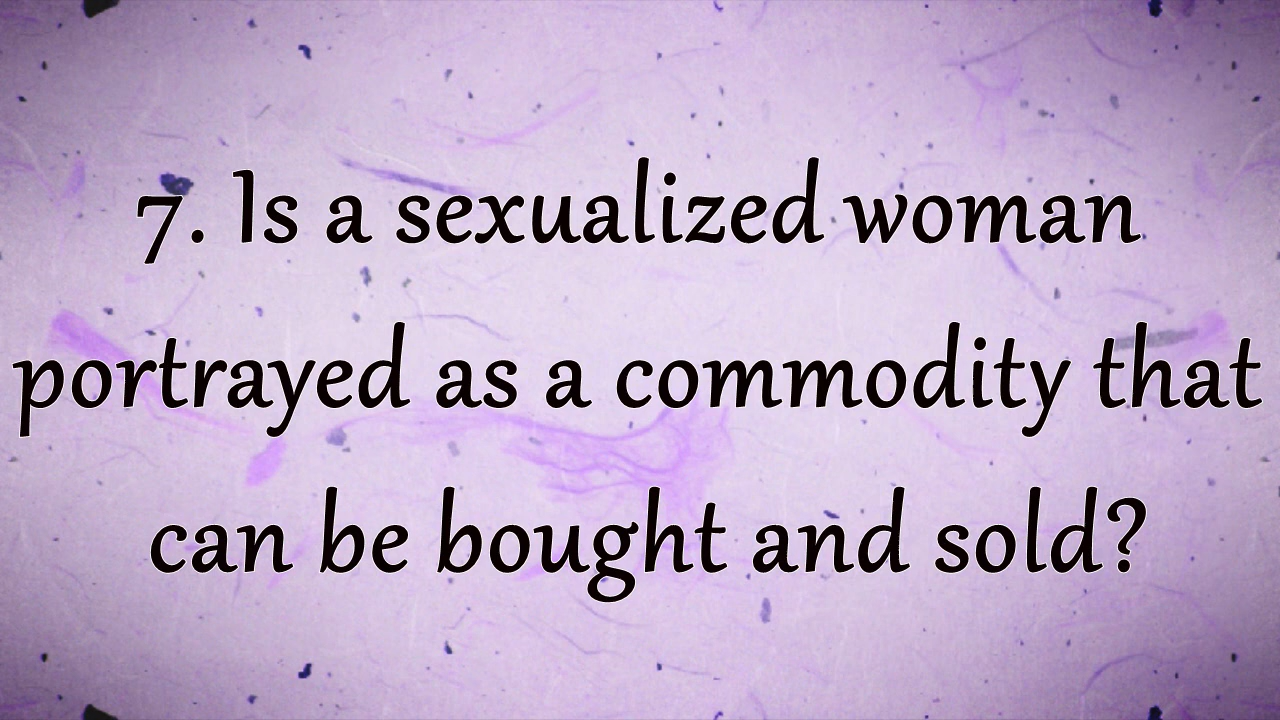 7. Is a sexualized woman
portrayed as a commodity that
can be bought and sold?